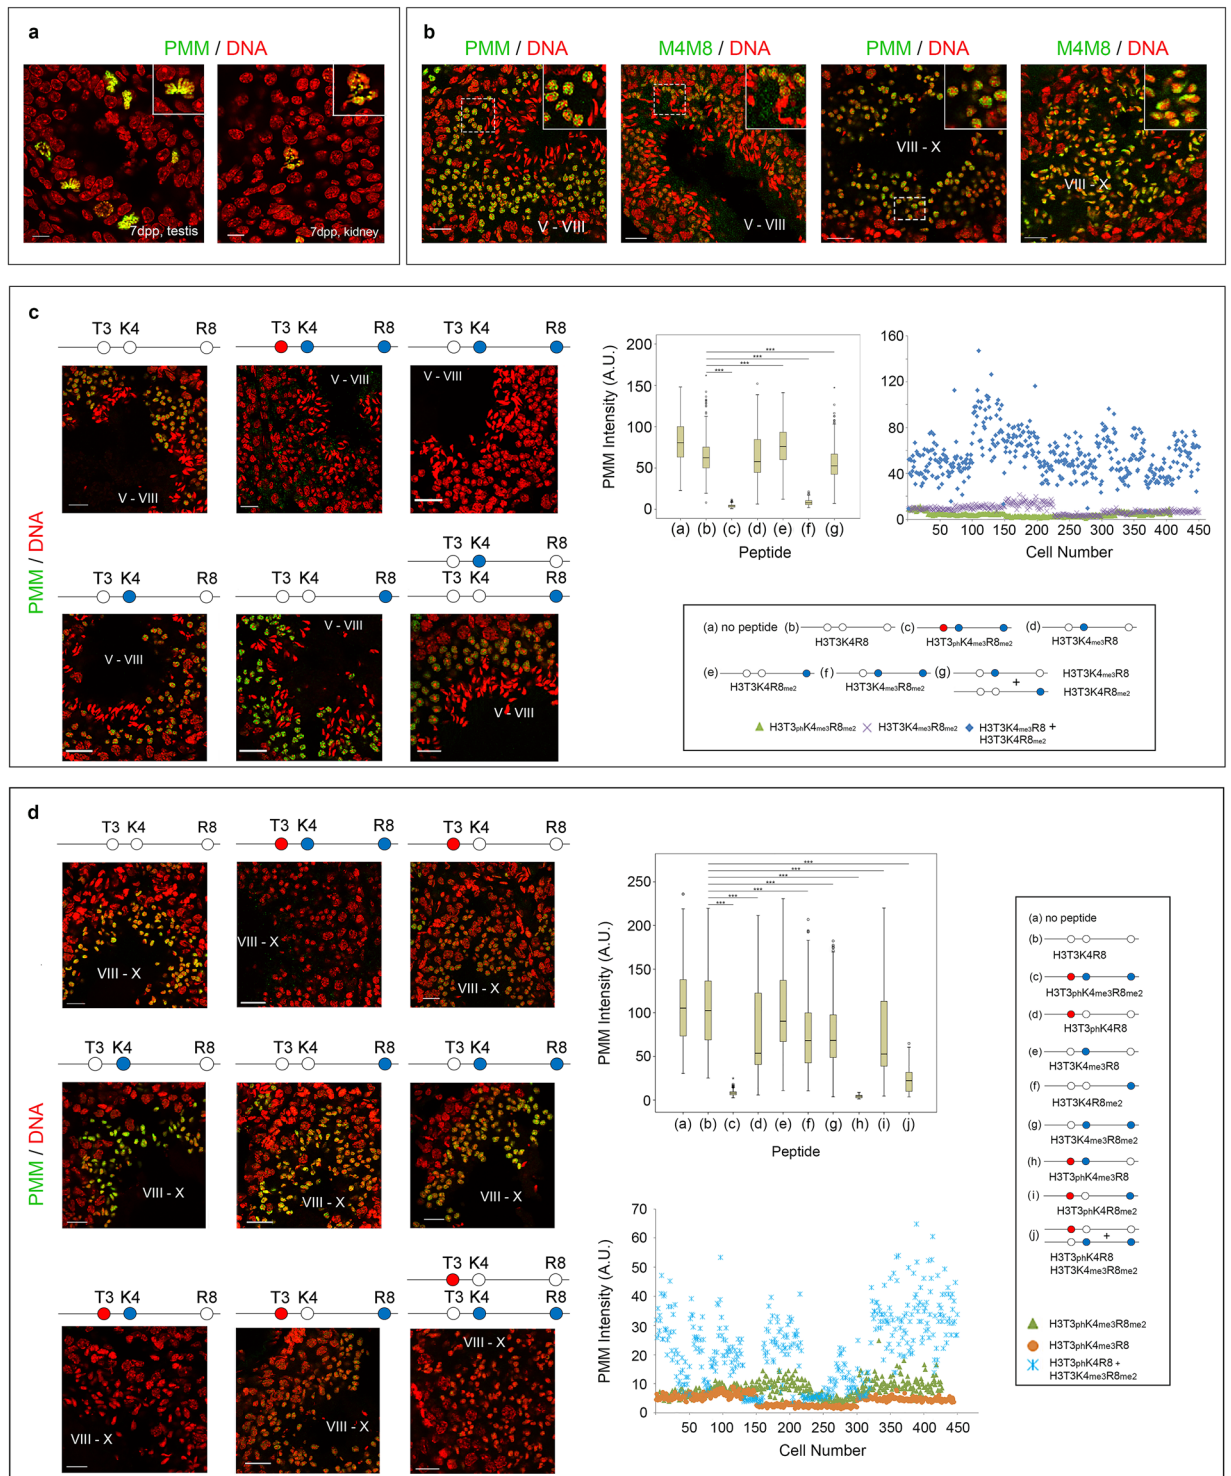 a
PMM / DNA
7dpp, testis
7dpp, kidney
b
PMM / DNA
M4M8 / DNA
PMM / DNA
M4M8 / DNA
V - VIII
V - VIII
VIII - X
VIII - X
c
PMM / DNA
T3 K4 R8
T3 K4 R8
T3 K4 R8
V - VIII
V - VIII
V - VIII
T3 K4 R8
T3 K4 R8
T3 K4 R8
R8
V - VIII
V - VIII
V - VIII
PMM Intensity (A.U.)
200
150
100
50
0
***
***
***
***
(a) (b) (c) (d) (e) (f) (g)
Peptide
160
120
80
40
0
50 100 150 200 250 300 350 400 450
Cell Number
(a) no peptide
(b)
H3T3K4R8
(c)
H3T3phK4me3R8me2
(d)
H3T3K4me3R8
(e)
H3T3K4R8me2
(f)
H3T3K4me3R8me2
(g)
+
H3T3K4me3R8
H3T3K4R8me2
H3T3phK4me3R8me2
H3T3K4me3R8me2
H3T3K4me3R8 +
H3T3K4R8me2
d
PMM / DNA
T3 K4 R8
T3 K4 R8
T3 K4 R8
VIII - X
VIII - X
VIII - X
T3 K4 R8
T3 K4 R8
T3 K4 R8
VIII - X
VIII - X
VIII - X
T3 K4 R8
T3 K4 R8
T3 K4 R8
R8
VIII - X
VIII - X
VIII - X
PMM Intensity (A.U.)
250
200
150
100
50
0
***
***
***
***
***
***
***
(a) (b) (c) (d) (e) (f) (g) (h) (i) (j)
Peptide
PMM Intensity (A.U.)
70
60
50
40
30
20
10
0
50 100 150 200 250 300 350 400 450
Cell Number
(a) no peptide
(b)
H3T3K4R8
(c)
H3T3phK4me3R8me2
(d)
H3T3phK4R8
(e)
H3T3K4me3R8
(f)
H3T3K4R8me2
(g)
H3T3K4me3R8me2
(h)
H3T3phK4me3R8
(i)
H3T3phK4R8me2
(j)
+
H3T3phK4R8
H3T3K4me3R8me2
H3T3phK4me3R8me2
H3T3phK4me3R8
H3T3phK4R8 +
H3T3K4me3R8me2